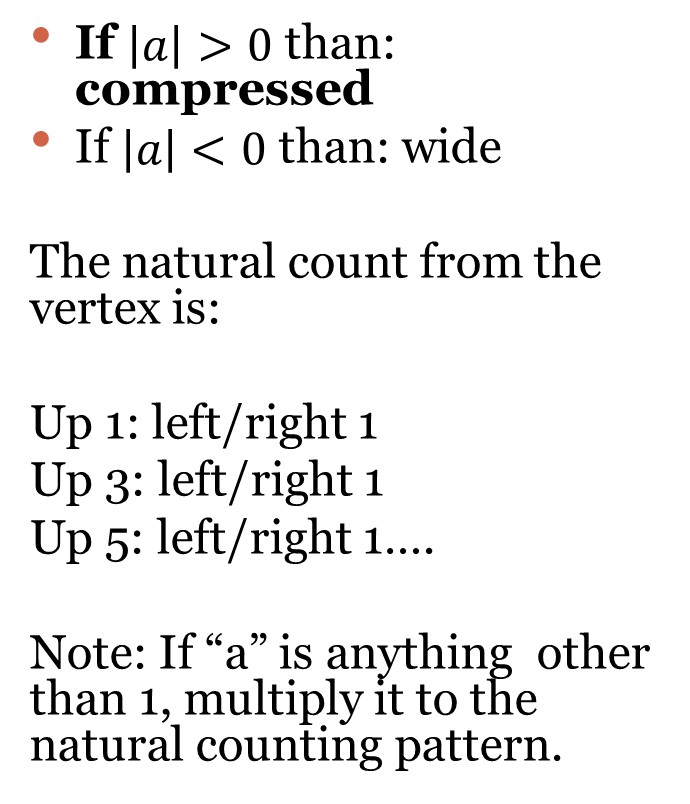 • If |a| > 0 than:
compressed
• If |a| < 0 than: wide
The natural count from the
vertex is:
Up 1: left/right 1
Up 3: left/right 1
Up 5: left/right 1....
Note: If “a” is anything  other
than 1, multiply it to the
natural counting pattern.